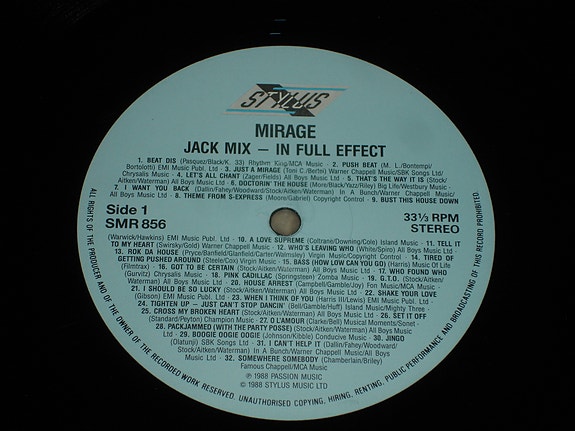 STYLUS
MIRAGE
JACK MIX – IN FULL EFFECT
1. BEAT DIS (Pasquez/Black/K. 33) Rhythm King/MCA Music · 2. PUSH BEAT (M. L./Bontempi/
Bortolotti) EMI Music Publ. Ltd · 3. JUST A MIRAGE (Toni C./Berlei) Warner Chappell Music/SBK Songs Ltd/
Chrysalis Music · 4. LET'S ALL CHANT (Zager/Fields) All Boys Music Ltd · 5. THAT'S THE WAY IT IS (Stock/
Aitken/Waterman) All Boys Music Ltd · 6. DOCTORIN' THE HOUSE (More/Black/Yazz/Riley) Big Life/Westbury Music ·
7. I WANT YOU BACK (Dallin/Fahey/Woodward/Stock/Aitken/Waterman) In A Bunch/Warner Chappell Music/
All Boys Music · 8. THEME FROM S-EXPRESS (Moore/Gabriel) Copyright Control · 9. BUST THIS HOUSE DOWN
Side 1
SMR 856
33⅓ RPM
STEREO
(Warwick/Hawkins) EMI Music Publ. Ltd · 10. A LOVE SUPREME (Coltrane/Downing/Cole) Island Music · 11. TELL IT
TO MY HEART (Swirsky/Gold) Warner Chappell Music · 12. WHO'S LEAVING WHO (White/Spiro) All Boys Music Ltd ·
13. ROK DA HOUSE (Pryce/Banfield/Glanfield/Carter/Walmsley) Virgin Music/Copyright Control · 14. TIRED OF
GETTING PUSHED AROUND (Steele/Cox) Virgin Music · 15. BASS (HOW LOW CAN YOU GO) (Harris) Music Of Life
(Filmtrax) · 16. GOT TO BE CERTAIN (Stock/Aitken/Waterman) All Boys Music Ltd · 17. WHO FOUND WHO
(Gurvitz) Chrysalis Music · 18. PINK CADILLAC (Springsteen) Zomba Music · 19. G.T.O. (Stock/Aitken/
Waterman) All Boys Music Ltd · 20. HOUSE ARREST (Campbell/Gamble/Joy) Fon Music/MCA Music ·
21. I SHOULD BE SO LUCKY (Stock/Aitken/Waterman) All Boys Music Ltd · 22. SHAKE YOUR LOVE
(Gibson) EMI Music Publ. Ltd · 23. WHEN I THINK OF YOU (Harris III/Lewis) EMI Music Publ. Ltd ·
24. TIGHTEN UP – JUST CAN'T STOP DANCIN' (Bell/Gamble/Huff) Island Music/Mighty Three ·
25. CROSS MY BROKEN HEART (Stock/Aitken/Waterman) All Boys Music Ltd · 26. SET IT OFF
(Standard/Peyton) Champion Music · 27. O L'AMOUR (Clarke/Bell) Musical Moments/Sonet ·
28. PACKJAMMED (WITH THE PARTY POSSE) (Stock/Aitken/Waterman) All Boys Music
Ltd · 29. BOOGIE OOGIE OOGIE (Johnson/Kibble) Conducive Music · 30. JINGO
(Olatunji) SBK Songs Ltd · 31. I CAN'T HELP IT (Dallin/Fahey/Woodward/
Stock/Aitken/Waterman) In A Bunch/Warner Chappell Music/All Boys
Music Ltd · 32. SOMEWHERE SOMEBODY (Chamberlain/Briley)
Famous Chappell/MCA Music
℗ 1988 PASSION MUSIC
© 1988 STYLUS MUSIC LTD
ALL RIGHTS OF THE PRODUCER AND OF THE OWNER OF THE RECORDED WORK RESERVED. UNAUTHORISED COPYING, HIRING, RENTING, PUBLIC PERFORMANCE AND BROADCASTING OF THIS RECORD PROHIBITED.